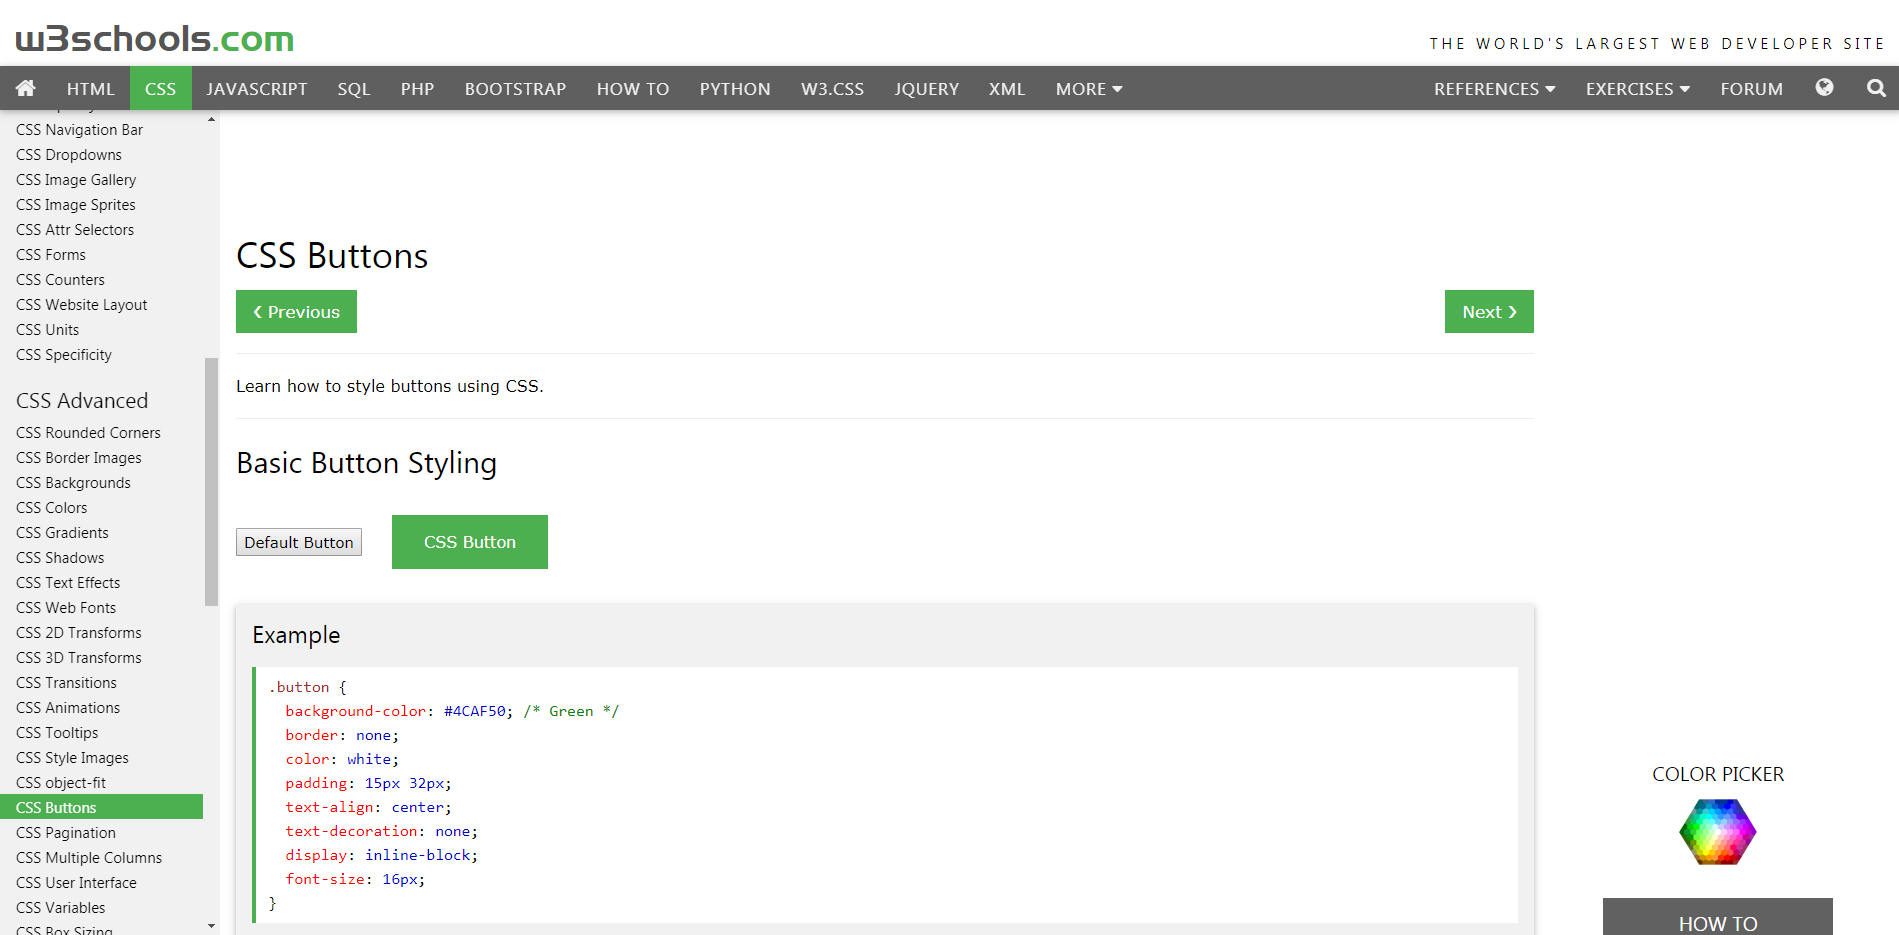 w3schools.com
THE WORLD'S LARGEST WEB DEVELOPER SITE
HTML CSS JAVASCRIPT SQL PHP BOOTSTRAP HOW TO PYTHON W3.CSS JQUERY XML MORE REFERENCES EXERCISES FORUM
CSS Navigation Bar
CSS Dropdowns
CSS Image Gallery
CSS Image Sprites
CSS Attr Selectors
CSS Forms
CSS Counters
CSS Website Layout
CSS Units
CSS Specificity
CSS Advanced
CSS Rounded Corners
CSS Border Images
CSS Backgrounds
CSS Colors
CSS Gradients
CSS Shadows
CSS Text Effects
CSS Web Fonts
CSS 2D Transforms
CSS 3D Transforms
CSS Transitions
CSS Animations
CSS Tooltips
CSS Style Images
CSS object-fit
CSS Buttons
CSS Pagination
CSS Multiple Columns
CSS User Interface
CSS Variables
CSS Box Sizing
CSS Buttons
❮ Previous
Next ❯
Learn how to style buttons using CSS.
Basic Button Styling
Default Button
CSS Button
Example
.button {
  background-color: #4CAF50; /* Green */
  border: none;
  color: white;
  padding: 15px 32px;
  text-align: center;
  text-decoration: none;
  display: inline-block;
  font-size: 16px;
}
COLOR PICKER
HOW TO